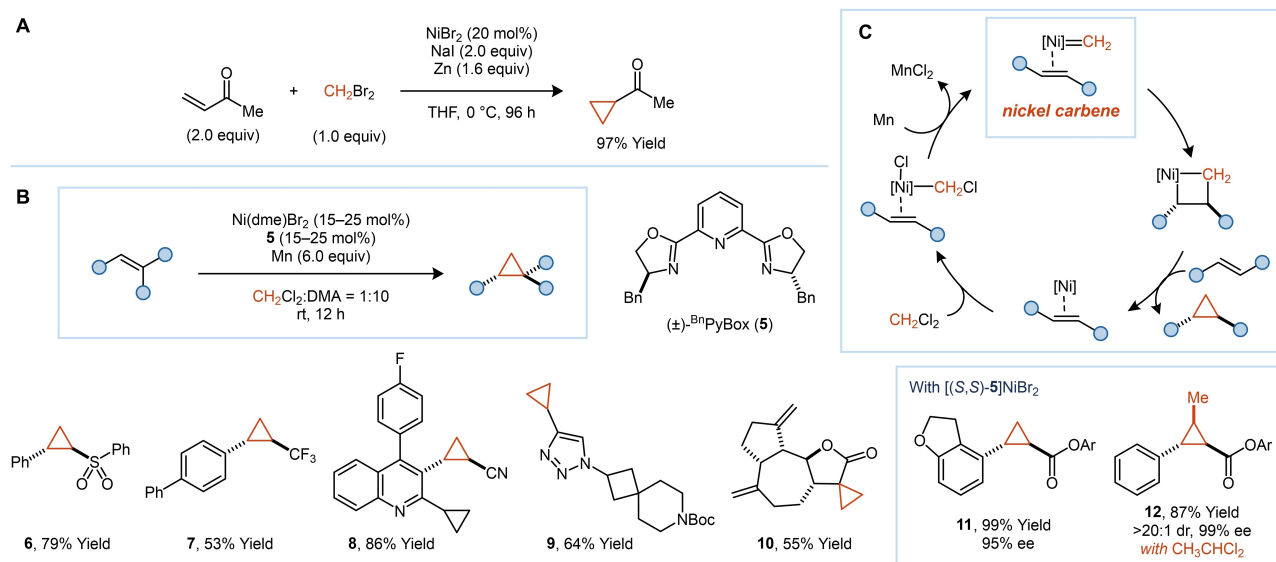 A
NiBr2 (20 mol%)
NaI (2.0 equiv)
Zn (1.6 equiv)
O
Me
+
CH2Br2
THF, 0 °C, 96 h
O
Me
(2.0 equiv)
(1.0 equiv)
97% Yield
B
Ni(dme)Br2 (15–25 mol%)
5 (15–25 mol%)
Mn (6.0 equiv)
CH2Cl2:DMA = 1:10
rt, 12 h
O
N
O
N
N
Bn
Bn
(±)-BnPyBox (5)
C
[Ni]=CH2
nickel carbene
MnCl2
Mn
Cl
[Ni]
CH2Cl
[Ni]
CH2
[Ni]
CH2Cl2
Ph
S
Ph
O
O
6, 79% Yield
Ph
CF3
7, 53% Yield
F
N
CN
8, 86% Yield
N
N
N
NBoc
9, 64% Yield
O
O
10, 55% Yield
With [(S,S)-5]NiBr2
O
OAr
O
11, 99% Yield
95% ee
Me
OAr
O
12, 87% Yield
>20:1 dr, 99% ee
with CH3CHCl2